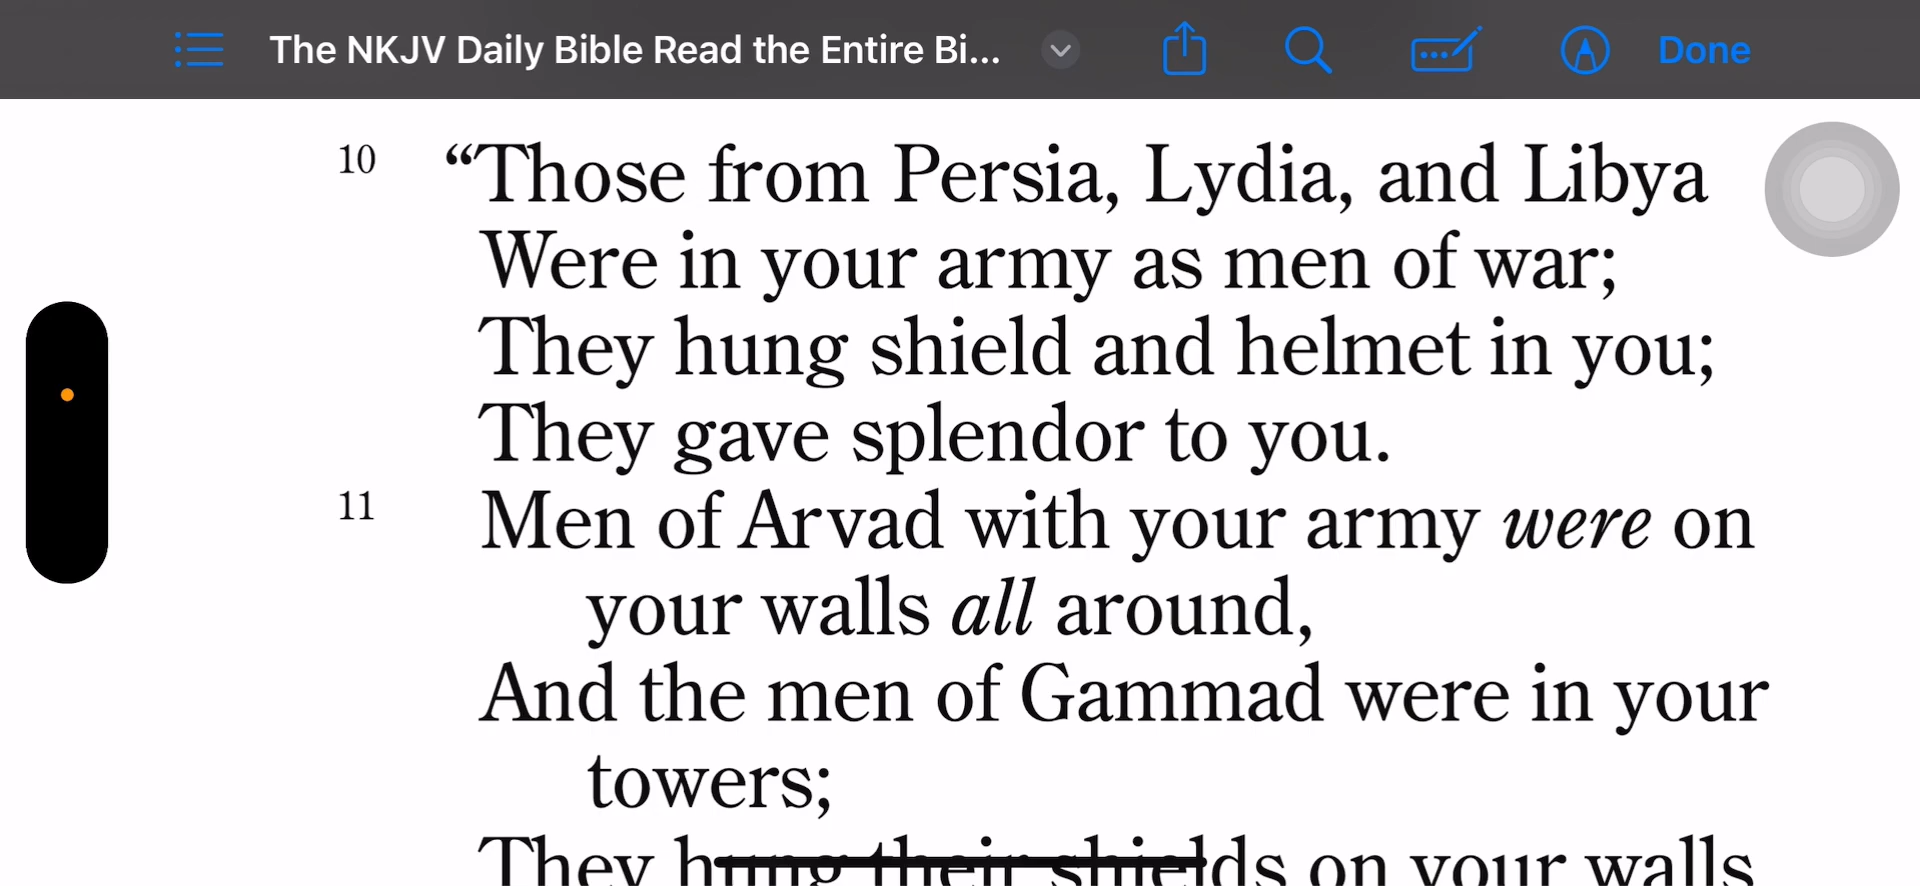 The NKJV Daily Bible Read the Entire Bi...
Done
10 “Those from Persia, Lydia, and Libya
Were in your army as men of war;
They hung shield and helmet in you;
They gave splendor to you.
11 Men of Arvad with your army were on
your walls all around,
And the men of Gammad were in your
towers;
They hung their shields on your walls